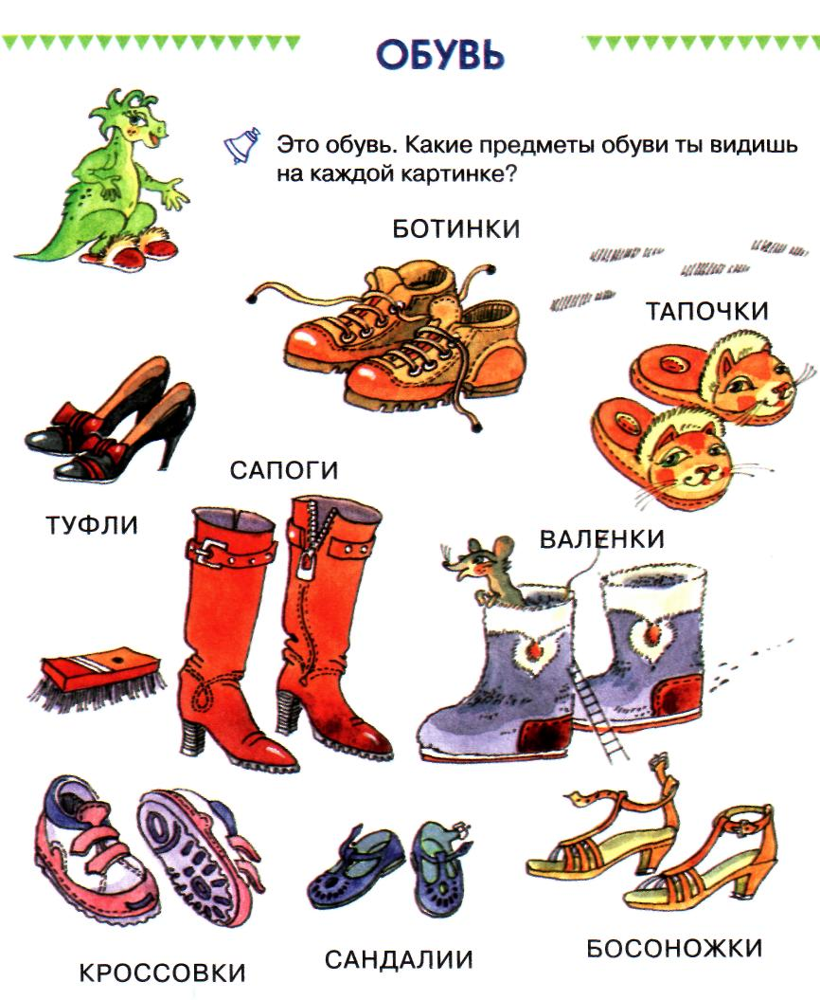 ОБУВЬ
Это обувь. Какие предметы обуви ты видишь
на каждой картинке?
БОТИНКИ
ТАПОЧКИ
САПОГИ
ТУФЛИ
ВАЛЕНКИ
КРОССОВКИ
САНДАЛИИ
БОСОНОЖКИ